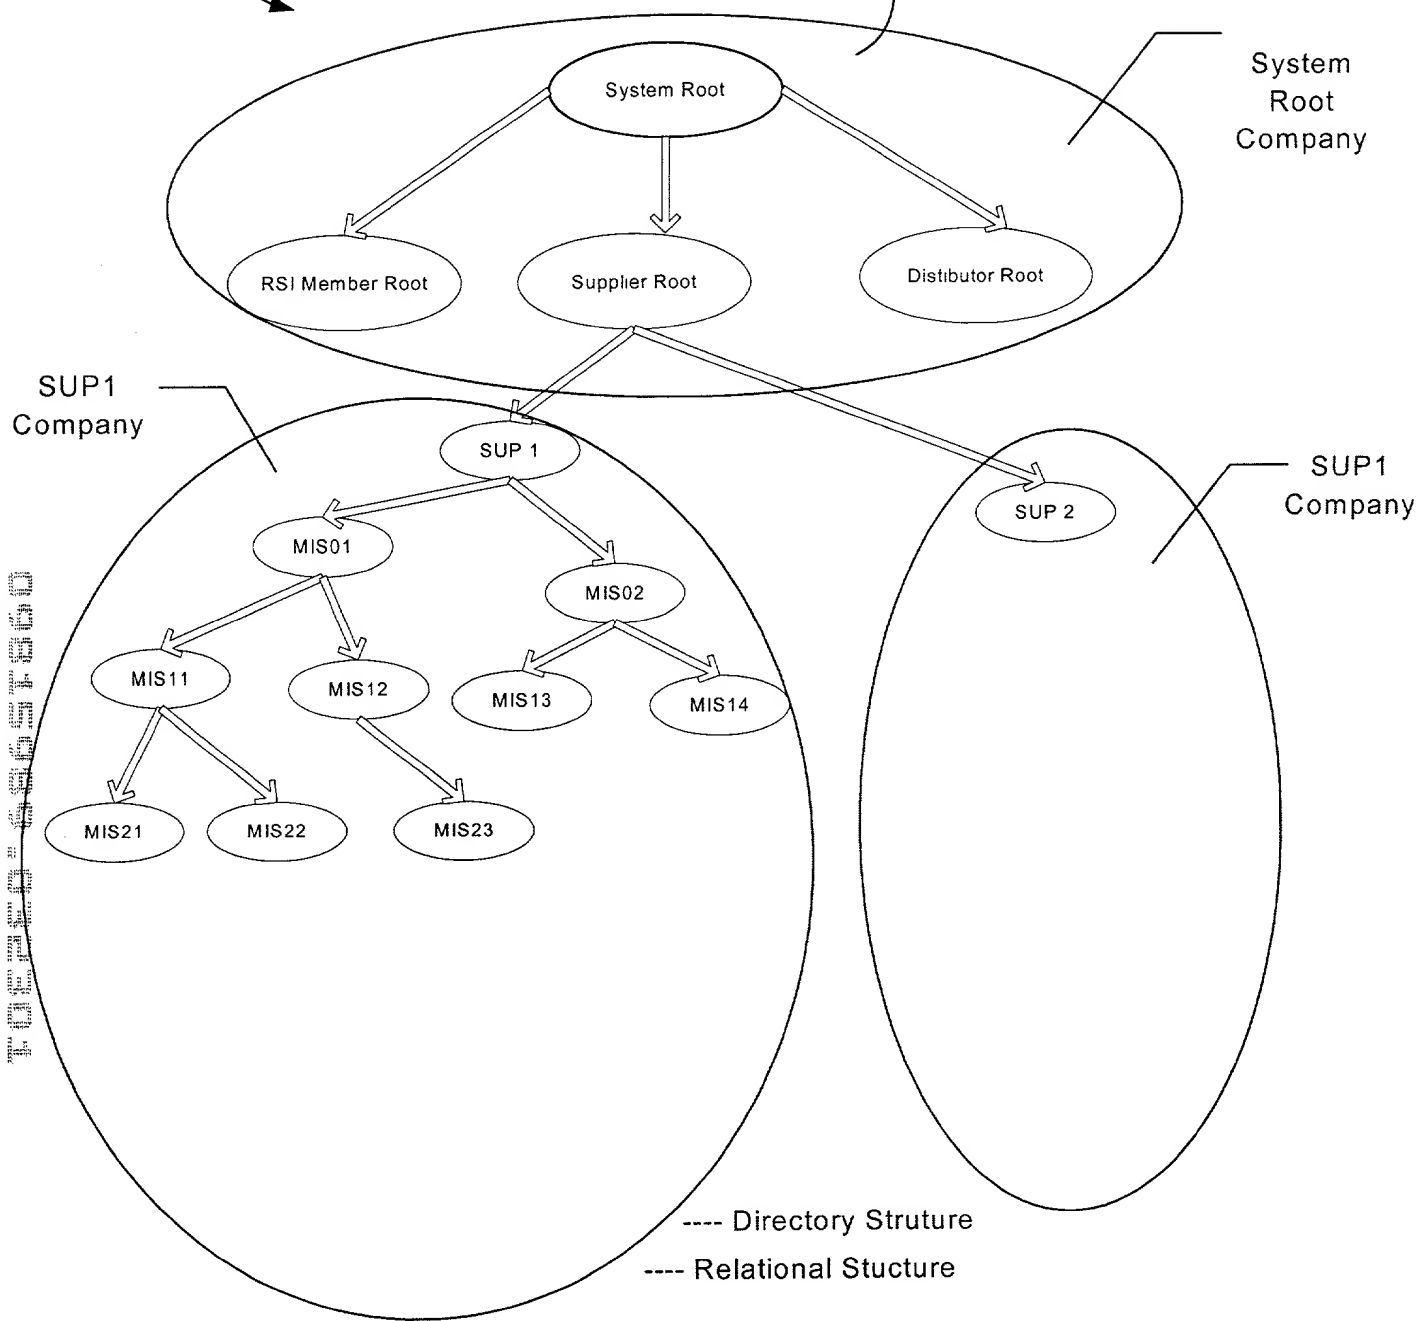 System Root
System
Root
Company
RSI Member Root
Supplier Root
Distibutor Root
SUP1
Company
SUP 1
SUP1
Company
SUP 2
MIS01
MIS02
MIS11
MIS12
MIS13
MIS14
MIS21
MIS22
MIS23
---- Directory Struture
---- Relational Stucture